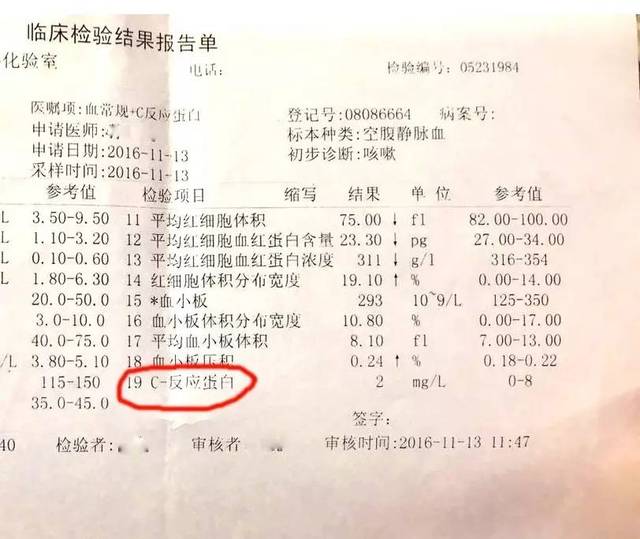 临床检验结果报告单
化验室 电话: 检验编号: 05231984
医嘱项:血常规+C反应蛋白 登记号:08086664 病案号:
申请医师: 标本种类:空腹静脉血
申请日期:2016-11-13 初步诊断:咳嗽
采样时间:2016-11-13
参考值 检验项目 缩写 结果 单 位 参考值
L 3.50-9.50 11 平均红细胞体积 75.00 ↓ fl 82.00-100.00
L 1.10-3.20 12 平均红细胞血红蛋白含量 23.30 ↓ pg 27.00-34.00
L 0.10-0.60 13 平均红细胞血红蛋白浓度 311 ↓ g/l 316-354
L 1.80-6.30 14 红细胞体积分布宽度 19.10 ↑ % 0.00-14.00
20.00-50.0 15 *血小板 293 10^9/L 125-350
3.0-10.0 16 血小板体积分布宽度 10.80 % 0.00-17.00
40.0-75.0 17 平均血小板体积 8.10 fl 7.00-13.00
/L 3.80-5.10 18 血小板压积 0.24 ↑ % 0.18-0.22
115-150 19 C-反应蛋白 2 mg/L 0-8
35.0-45.0
签字:
40 检验者: 审核者 审核时间:2016-11-13 11:47